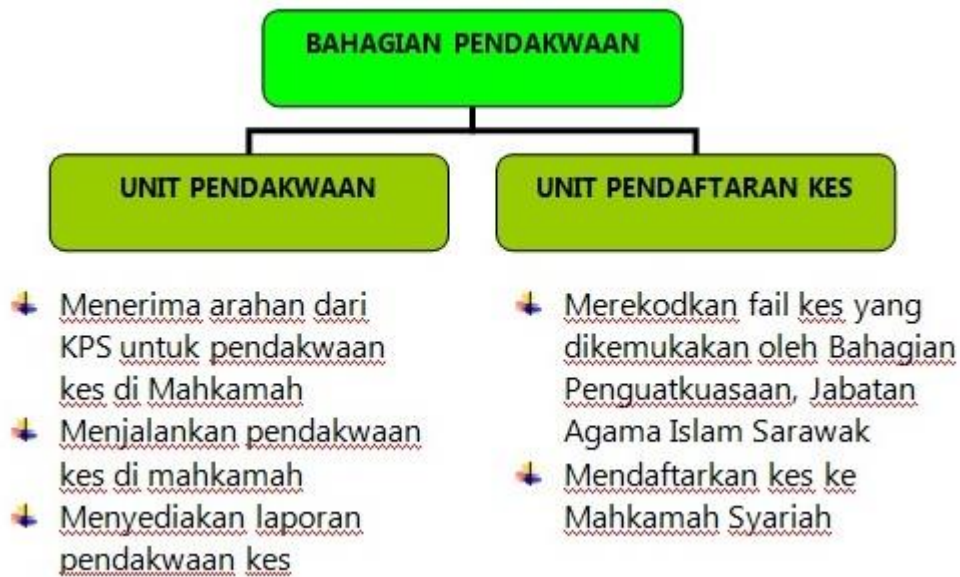 BAHAGIAN PENDAKWAAN
UNIT PENDAKWAAN
Menerima arahan dari
KPS untuk pendakwaan
kes di Mahkamah
Menjalankan pendakwaan
kes di mahkamah
Menyediakan laporan
pendakwaan kes
UNIT PENDAFTARAN KES
Merekodkan fail kes yang
dikemukakan oleh Bahagian
Penguatkuasaan, Jabatan
Agama Islam Sarawak
Mendaftarkan kes ke
Mahkamah Syariah